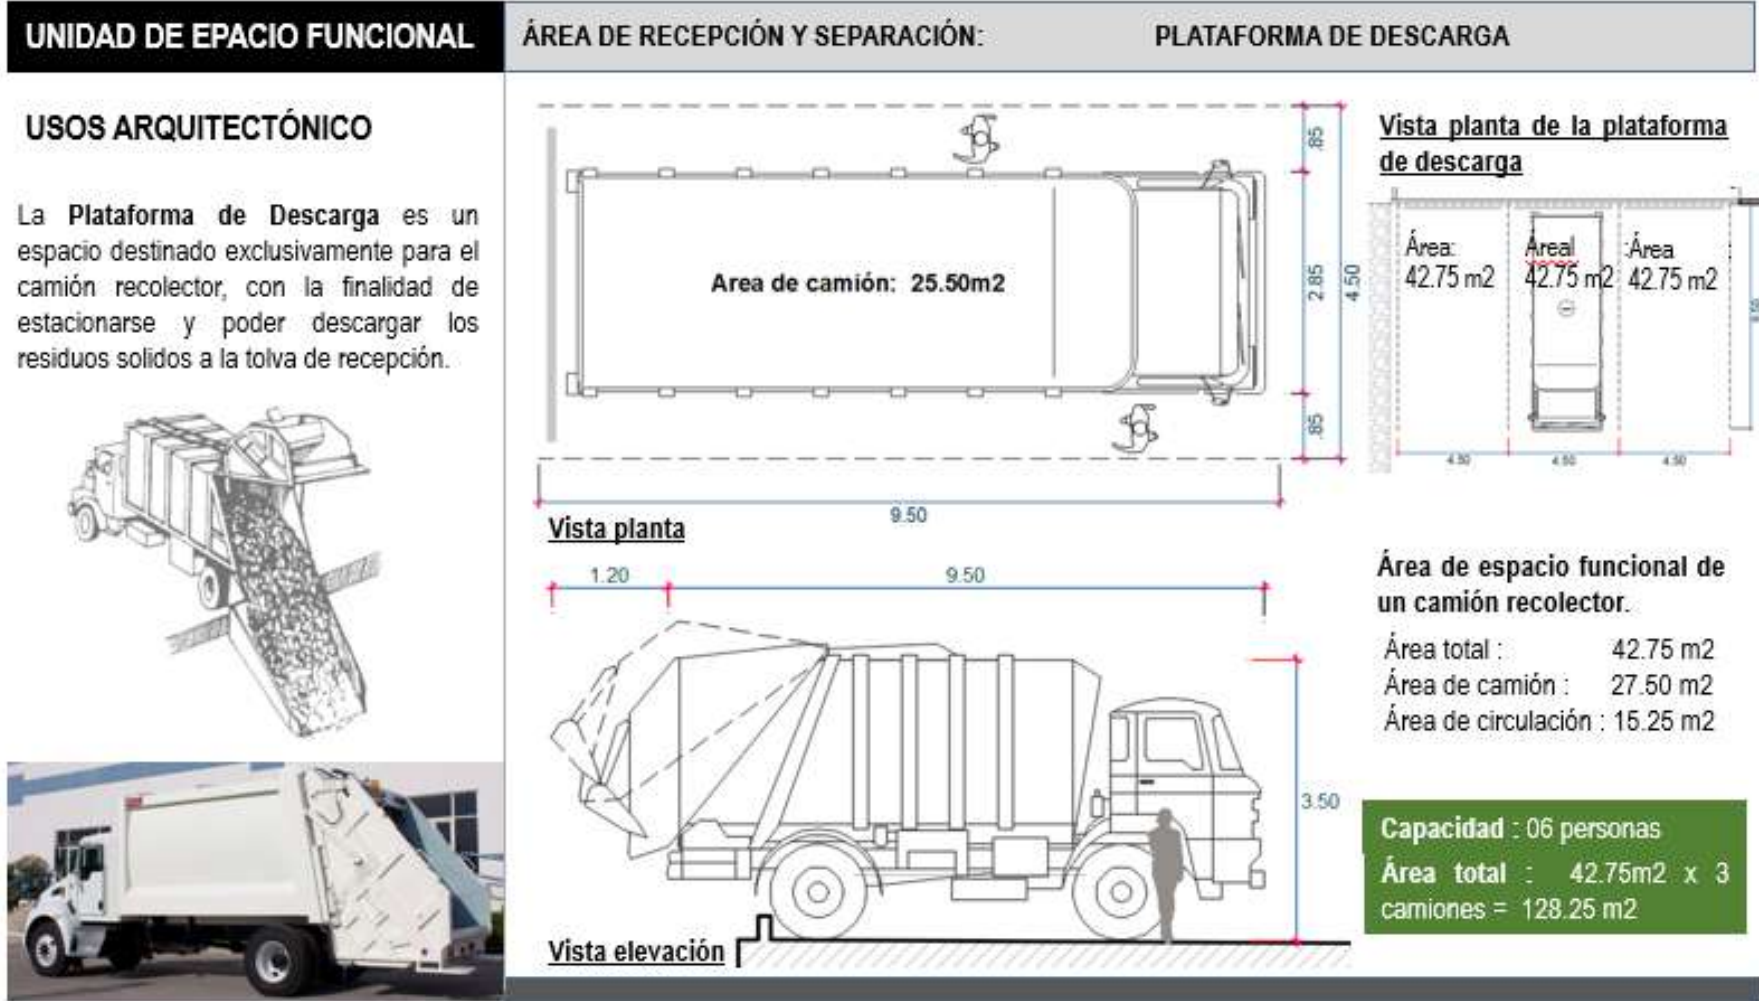 UNIDAD DE EPACIO FUNCIONAL
ÁREA DE RECEPCIÓN Y SEPARACIÓN: PLATAFORMA DE DESCARGA
USOS ARQUITECTÓNICO
La Plataforma de Descarga es un
espacio destinado exclusivamente para el
camión recolector, con la finalidad de
estacionarse y poder descargar los
residuos solidos a la tolva de recepción.
.85
Area de camión: 25.50m2
2.85
4.50
.85
9.50
Vista planta
1.20
9.50
3.50
Vista elevación
Vista planta de la plataforma
de descarga
Área:
42.75 m2
Áreal
42.75 m2
:Área
42.75 m2
4.50
4.50
4.50
Área de espacio funcional de
un camión recolector.
Área total : 42.75 m2
Área de camión : 27.50 m2
Área de circulación : 15.25 m2
Capacidad : 06 personas
Área total : 42.75m2 x 3
camiones = 128.25 m2